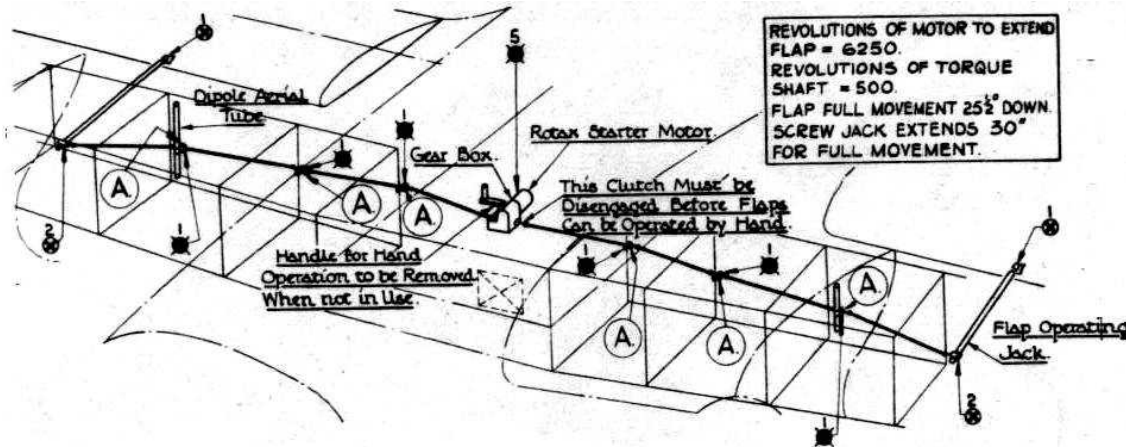 REVOLUTIONS OF MOTOR TO EXTEND
FLAP = 6250.
REVOLUTIONS OF TORQUE
SHAFT = 500.
FLAP FULL MOVEMENT 25½° DOWN.
SCREW JACK EXTENDS 30"
FOR FULL MOVEMENT.
1
5
Dipole Aerial
Tube
1
Rotax Starter Motor.
Gear Box.
1
This Clutch Must be
Disengaged Before Flaps
Can be Operated by Hand.
A.
A.
A.
2
1
1
1
1
Handle for Hand
Operation to be Removed
When not in Use
A.
A.
A.
Flap Operating
Jack.
2
1